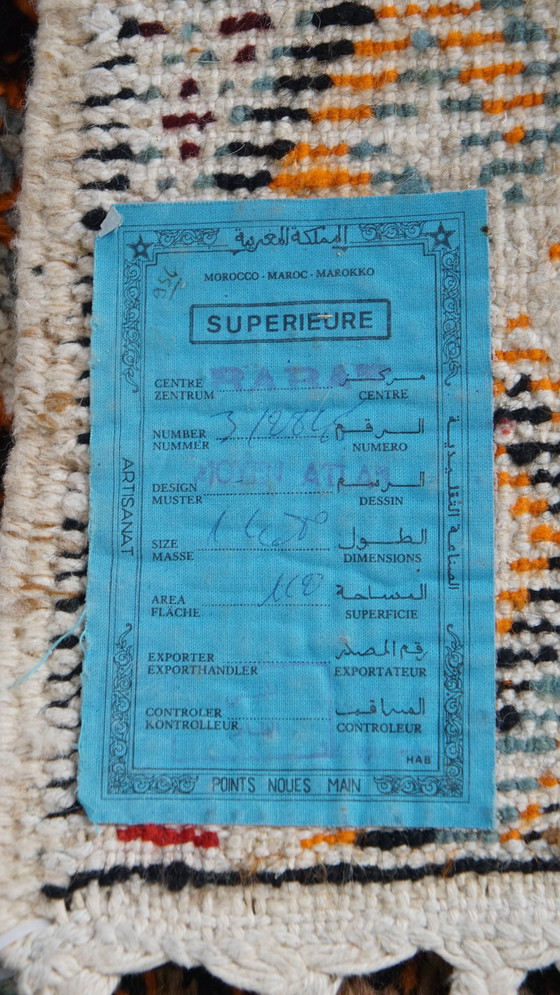 المملكة المغربية
MOROCCO - MAROC - MAROKKO
SUPERIEURE
CENTRE RABAT مركز
ZENTRUM CENTRE
NUMBER الرقم
NUMMER NUMERO
DESIGN MOYEN ATLAS الرسم
MUSTER DESSIN
SIZE الطول
MASSE DIMENSIONS
AREA المساحة
FLÄCHE SUPERFICIE
EXPORTER رقم المصدر
EXPORTHANDLER EXPORTATEUR
CONTROLER المراقب
KONTROLLEUR CONTROLEUR
HAB
POINTS NOUES MAIN
ARTISANAT
الصناعة التقليدية